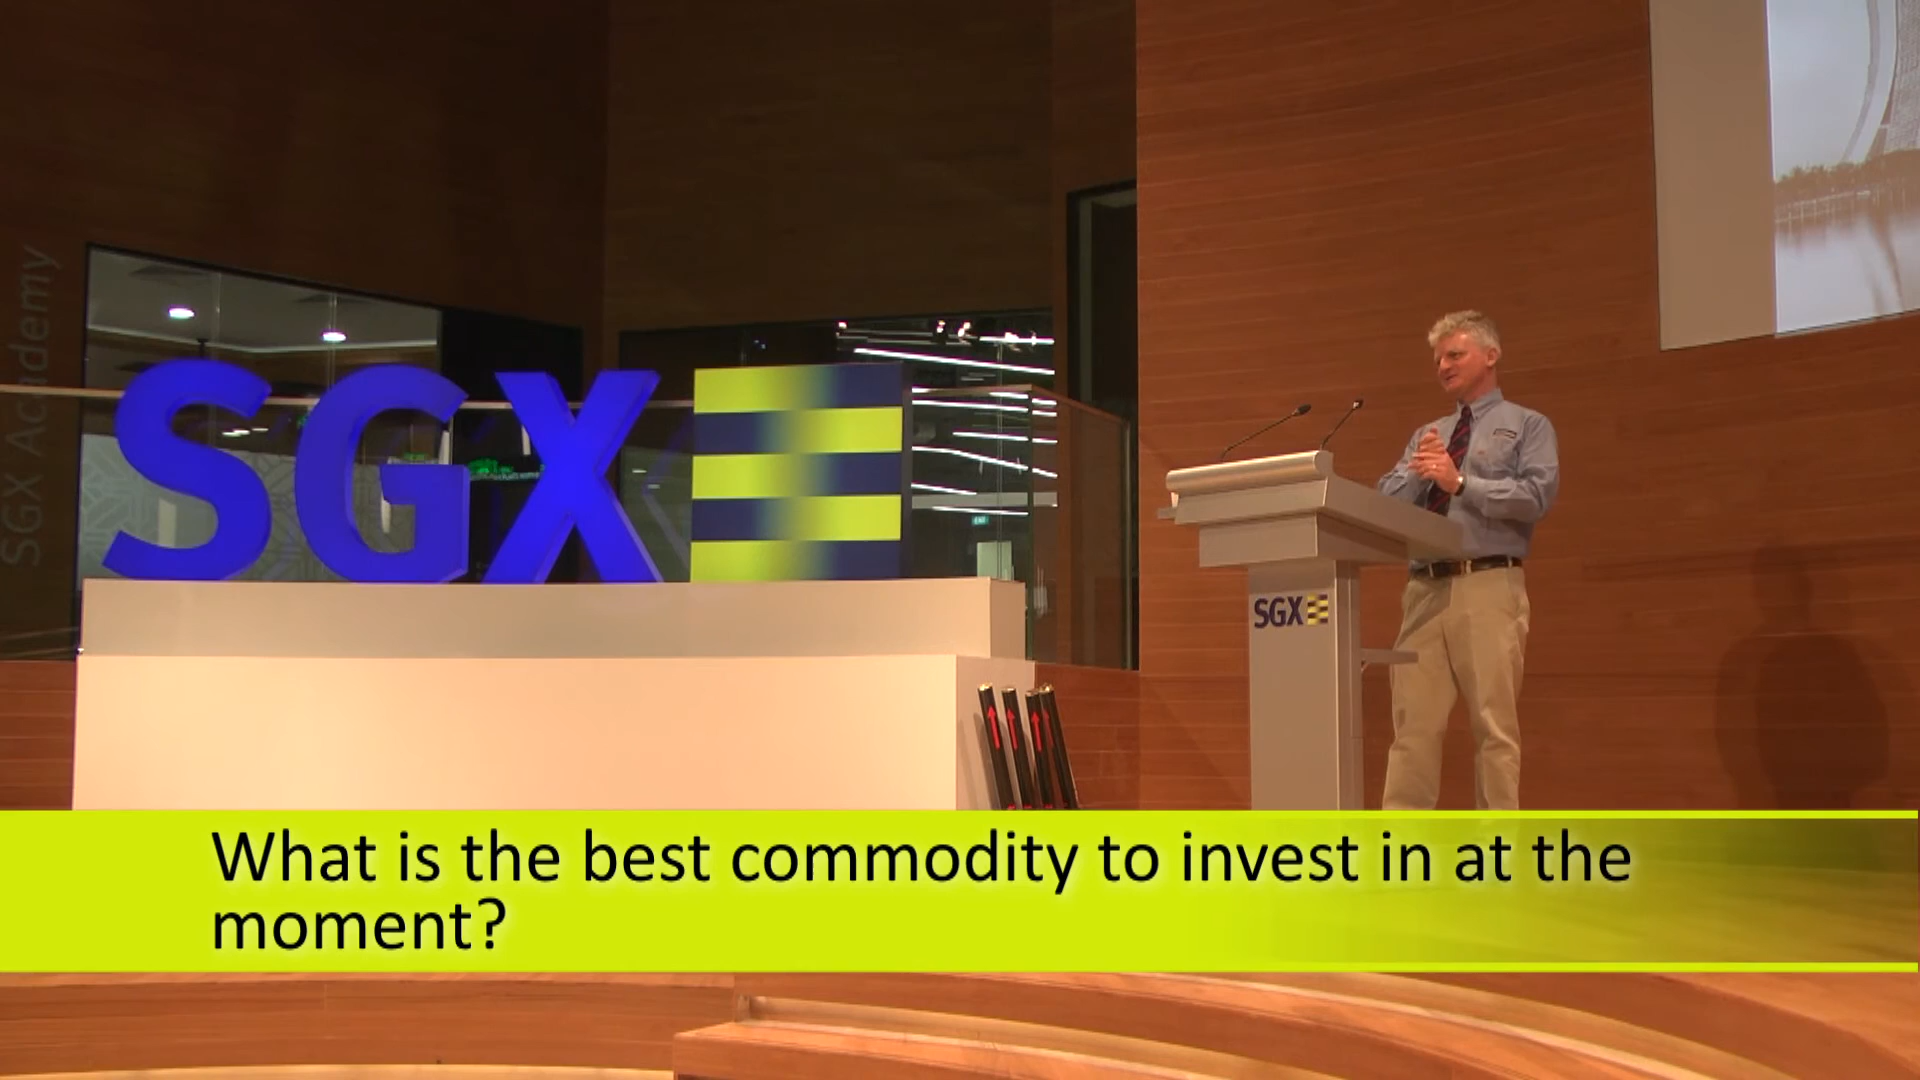 SGX Academy
SGX
SGX
What is the best commodity to invest in at the
moment?